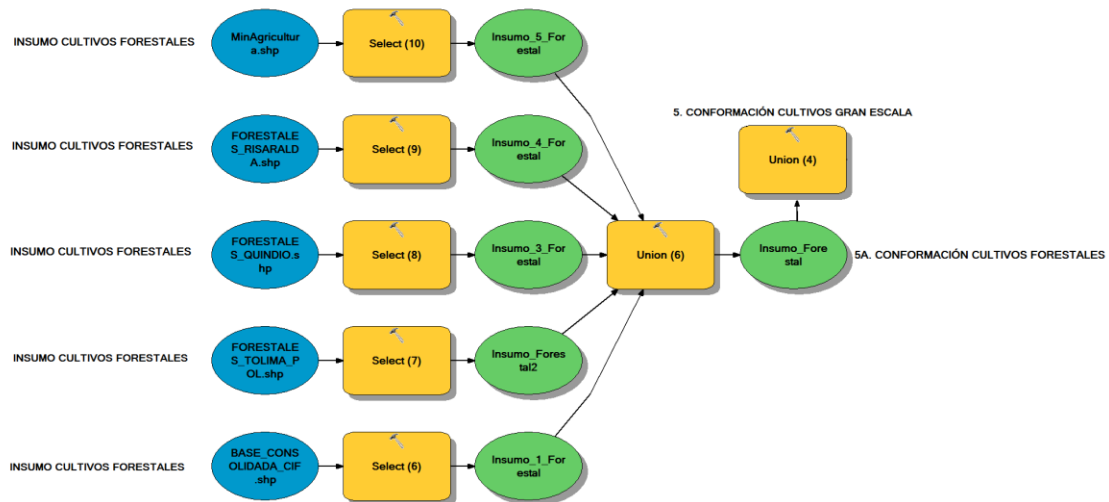 INSUMO CULTIVOS FORESTALES
MinAgricultur
a.shp
Select (10)
Insumo_5_For
estal
5. CONFORMACIÓN CULTIVOS GRAN ESCALA
Union (4)
INSUMO CULTIVOS FORESTALES
FORESTALE
S_RISARALD
A.shp
Select (9)
Insumo_4_For
estal
INSUMO CULTIVOS FORESTALES
FORESTALE
S_QUINDIO.s
hp
Select (8)
Insumo_3_For
estal
Union (6)
Insumo_Fore
stal
5A. CONFORMACIÓN CULTIVOS FORESTALES
INSUMO CULTIVOS FORESTALES
FORESTALE
S_TOLIMA_P
OL.shp
Select (7)
Insumo_Fores
tal2
INSUMO CULTIVOS FORESTALES
BASE_CONS
OLIDADA_CIF
.shp
Select (6)
Insumo_1_For
estal